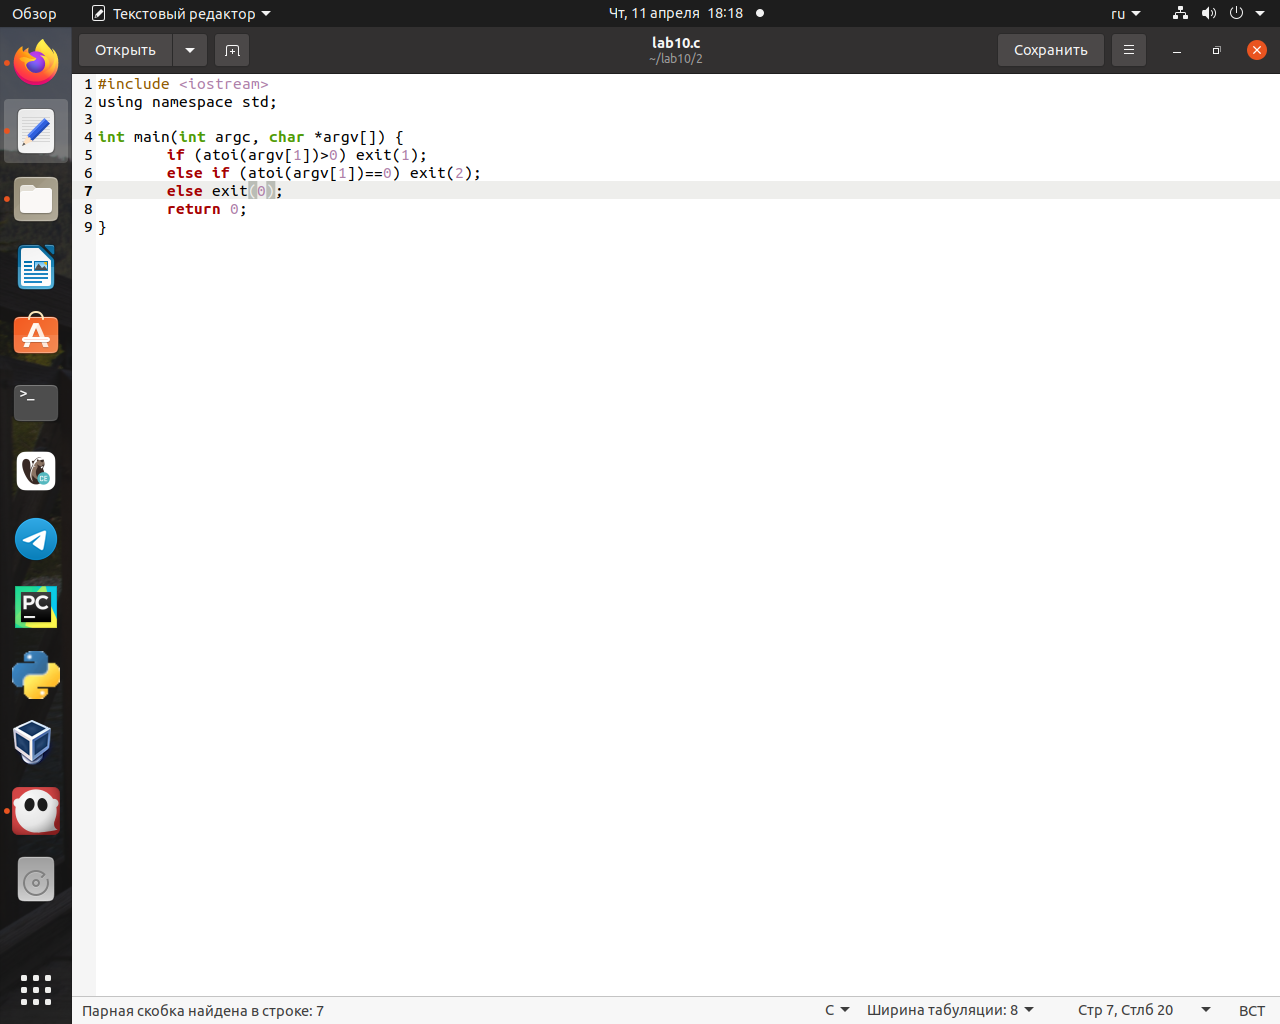 Обзор Текстовый редактор Чт, 11 апреля 18:18 ru
Открыть lab10.c Сохранить
~/lab10/2
1 #include <iostream>
2 using namespace std;
3
4 int main(int argc, char *argv[]) {
5 if (atoi(argv[1])>0) exit(1);
6 else if (atoi(argv[1])==0) exit(2);
7 else exit(0);
8 return 0;
9 }
>_
CE
PC
Парная скобка найдена в строке: 7 C Ширина табуляции: 8 Стр 7, Стлб 20 ВСТ